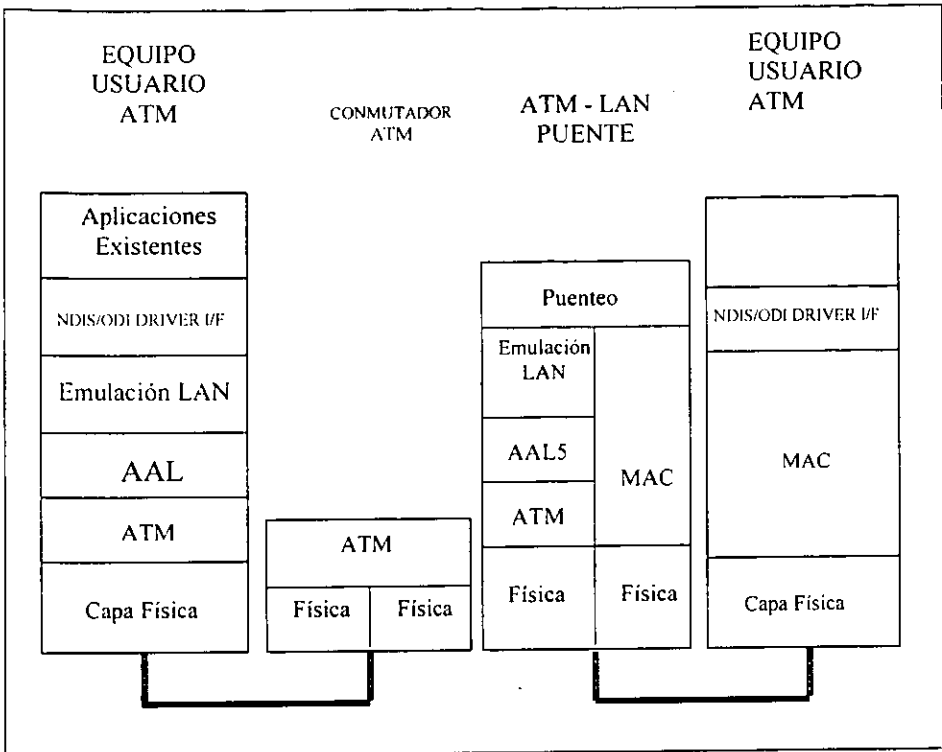 EQUIPO
USUARIO
ATM
CONMUTADOR
ATM
ATM - LAN
PUENTE
EQUIPO
USUARIO
ATM
Aplicaciones
Existentes
NDIS/ODI DRIVER I/F
Emulación LAN
AAL
ATM
Capa Física
ATM
Física
Física
Puenteo
Emulación
LAN
AAL5
ATM
MAC
Física
Física
NDIS/ODI DRIVER I/F
MAC
Capa Física